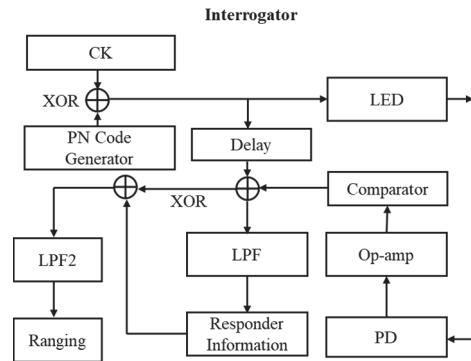 Interrogator
CK
XOR
LED
PN Code
Generator
Delay
XOR
Comparator
LPF2
LPF
Op-amp
Ranging
Responder
Information
PD